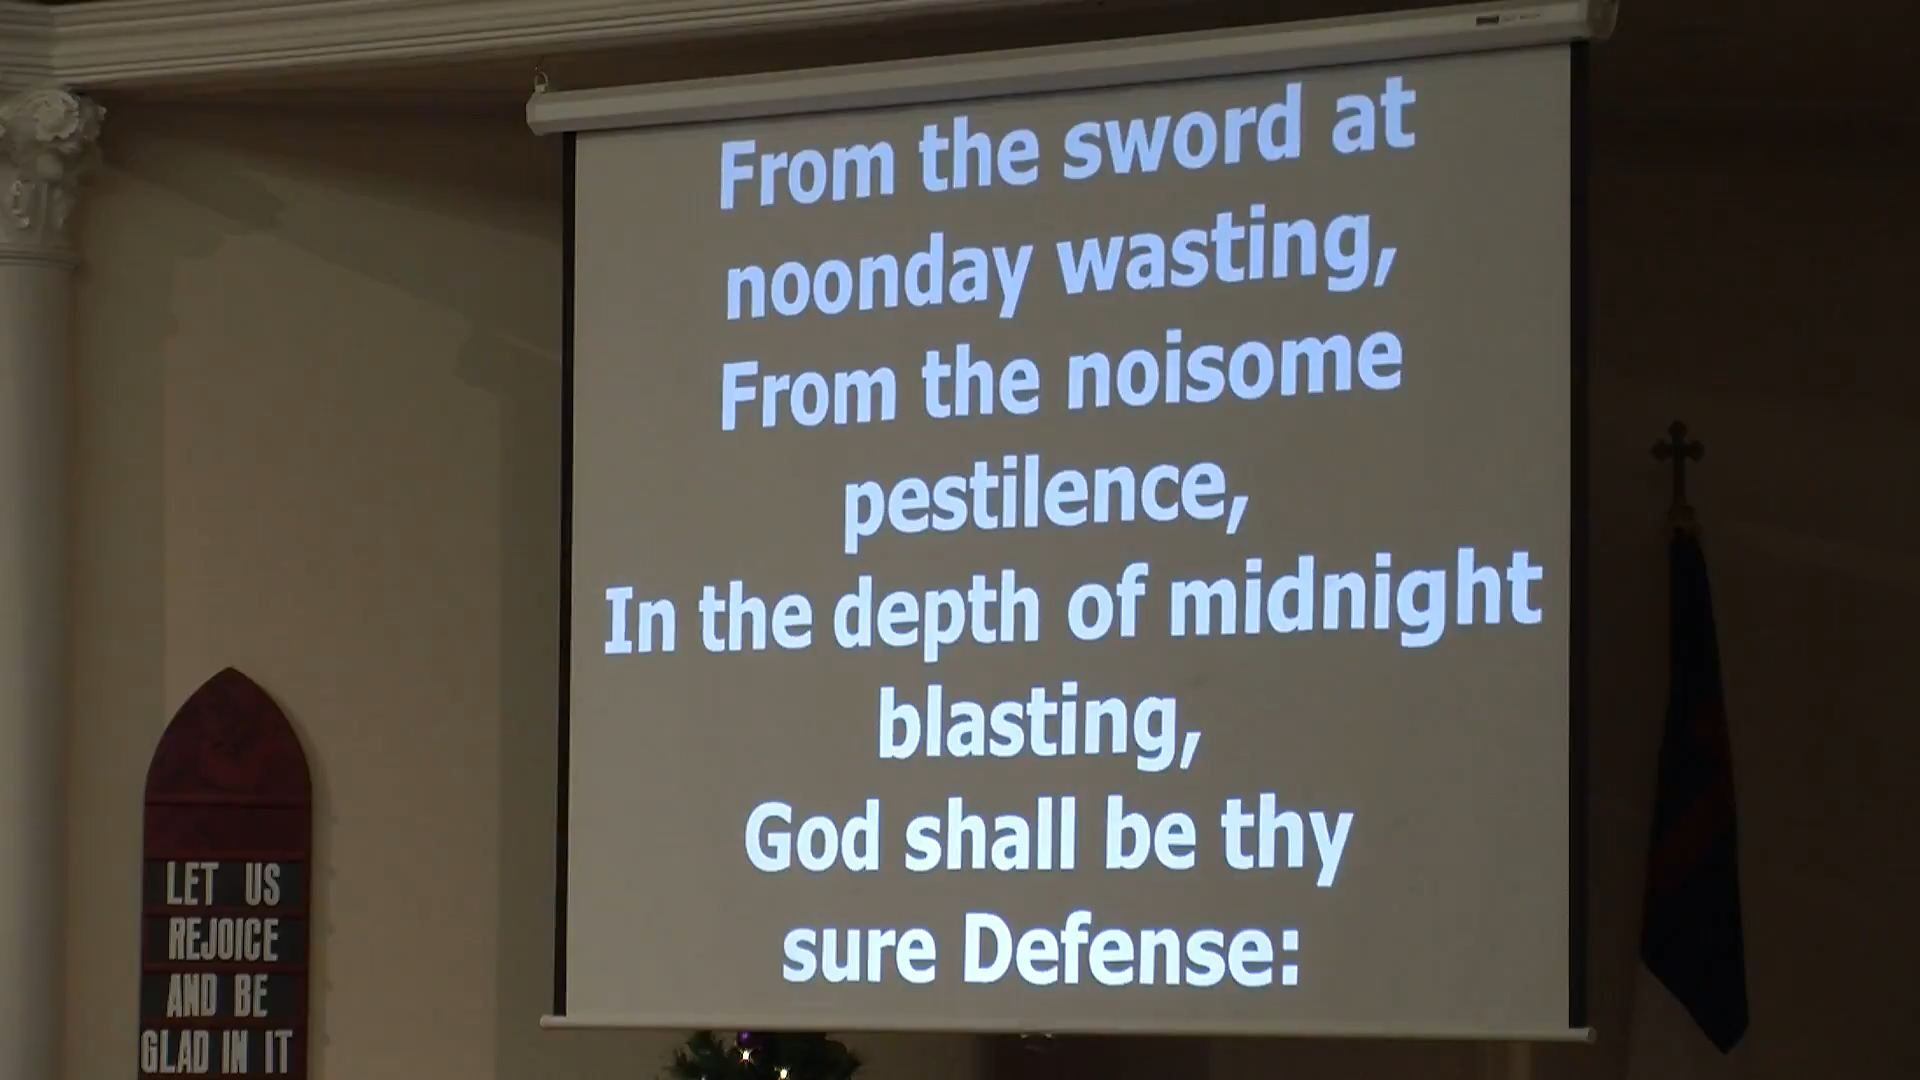 From the sword at
noonday wasting,
From the noisome
pestilence,
In the depth of midnight
blasting,
God shall be thy
sure Defense:
LET US
REJOICE
AND BE
GLAD IN IT